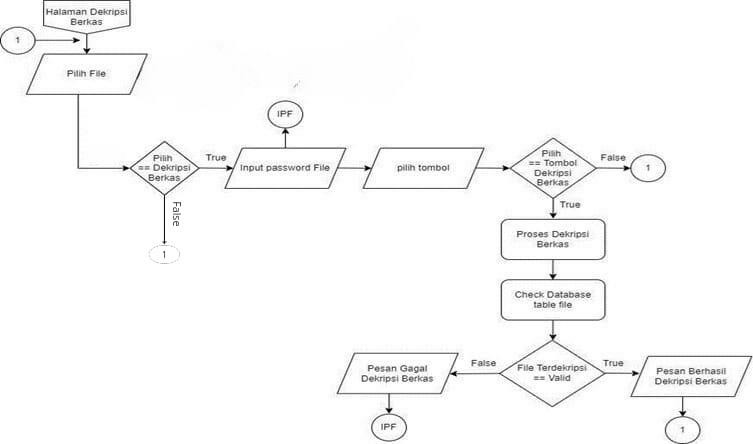 Halaman Dekripsi
Berkas
1
Pilih File
IPF
Pilih
== Dekripsi
Berkas
True
Input password File
pilih tombol
Pilih
== Tombol
Dekripsi
Berkas
False
1
False
1
True
Proses Dekripsi
Berkas
Check Database
table file
Pesan Gagal
Dekripsi Berkas
False
File Terdekripsi
== Valid
True
Pesan Berhasil
Dekripsi Berkas
IPF
1